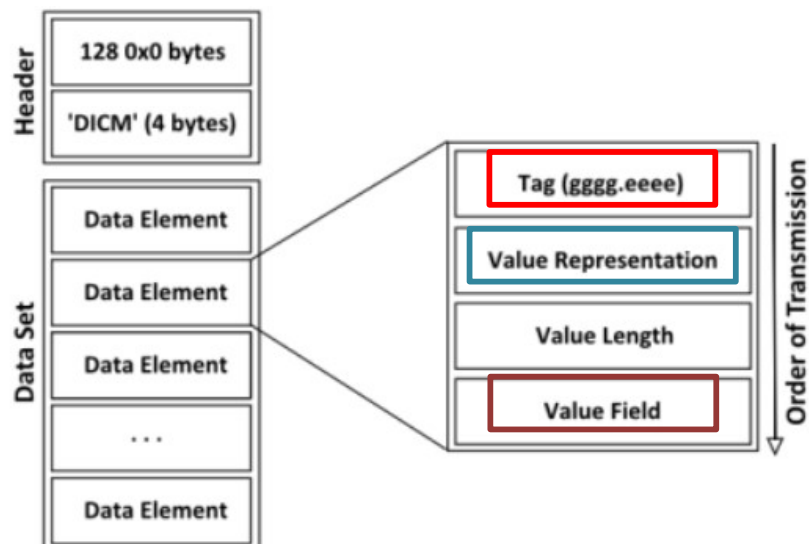 Header
128 0x0 bytes
'DICM' (4 bytes)
Data Set
Data Element
Data Element
Data Element
...
Data Element
Tag (gggg.eeee)
Value Representation
Value Length
Value Field
Order of Transmission